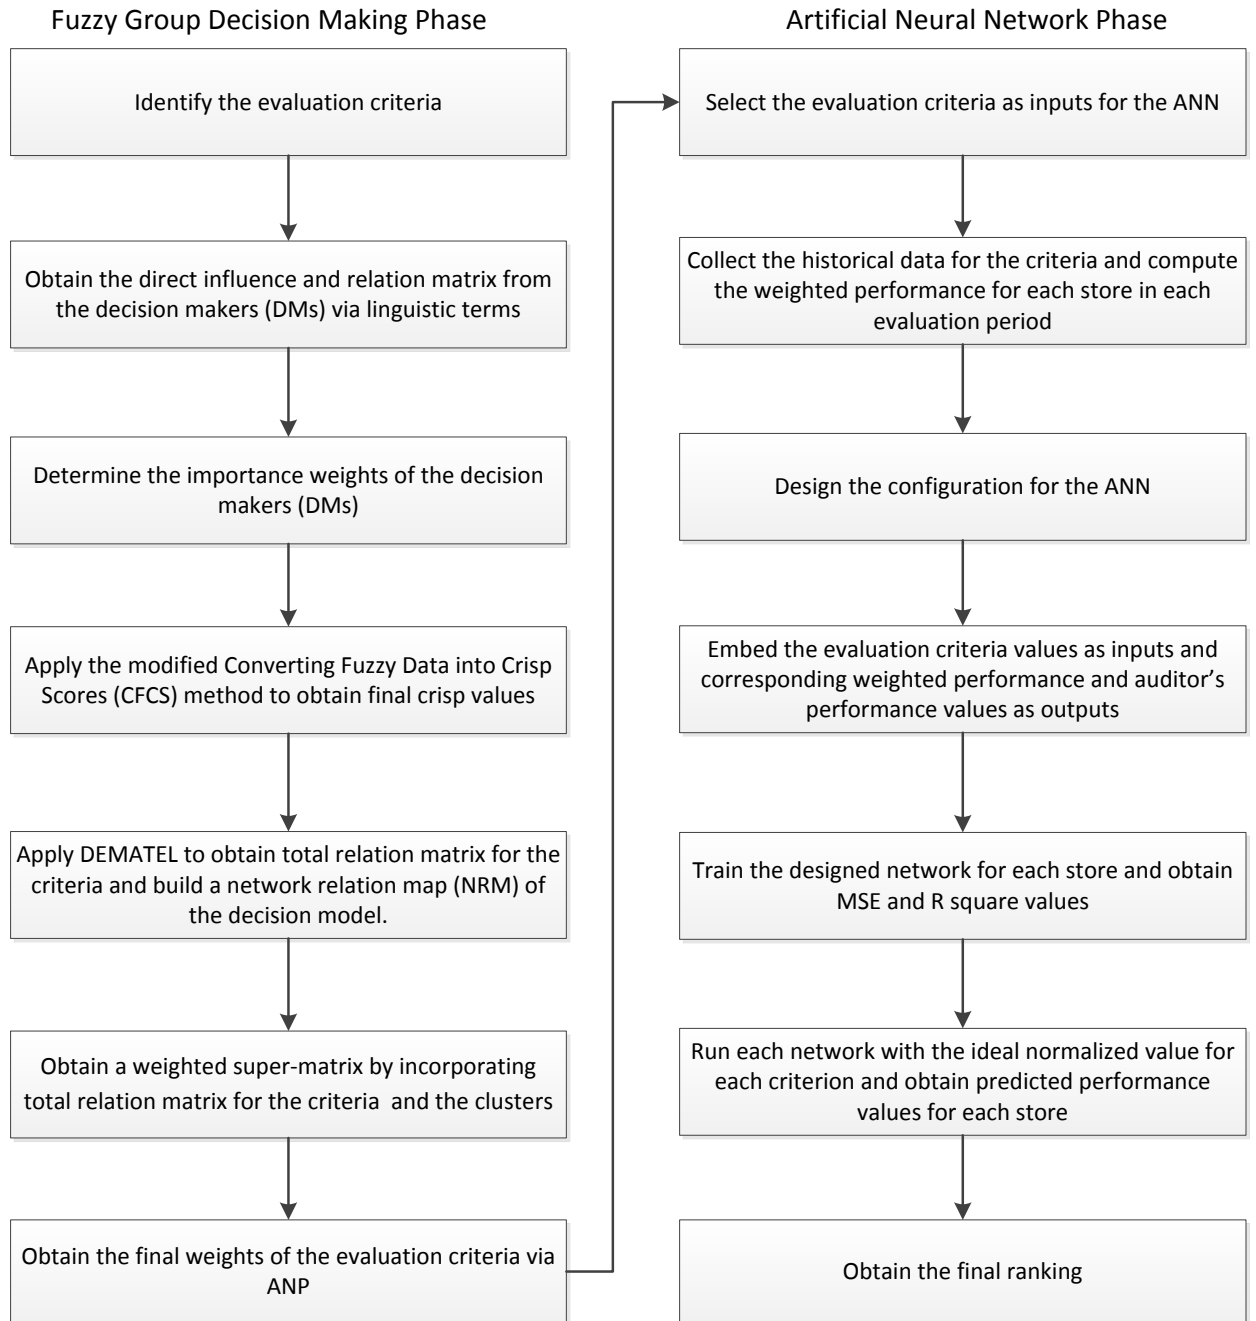 Fuzzy Group Decision Making Phase
Identify the evaluation criteria
Obtain the direct influence and relation matrix from
the decision makers (DMs) via linguistic terms
Determine the importance weights of the decision
makers (DMs)
Apply the modified Converting Fuzzy Data into Crisp
Scores (CFCS) method to obtain final crisp values
Apply DEMATEL to obtain total relation matrix for the
criteria and build a network relation map (NRM) of
the decision model.
Obtain a weighted super-matrix by incorporating
total relation matrix for the criteria and the clusters
Obtain the final weights of the evaluation criteria via
ANP
Artificial Neural Network Phase
Select the evaluation criteria as inputs for the ANN
Collect the historical data for the criteria and compute
the weighted performance for each store in each
evaluation period
Design the configuration for the ANN
Embed the evaluation criteria values as inputs and
corresponding weighted performance and auditor’s
performance values as outputs
Train the designed network for each store and obtain
MSE and R square values
Run each network with the ideal normalized value for
each criterion and obtain predicted performance
values for each store
Obtain the final ranking